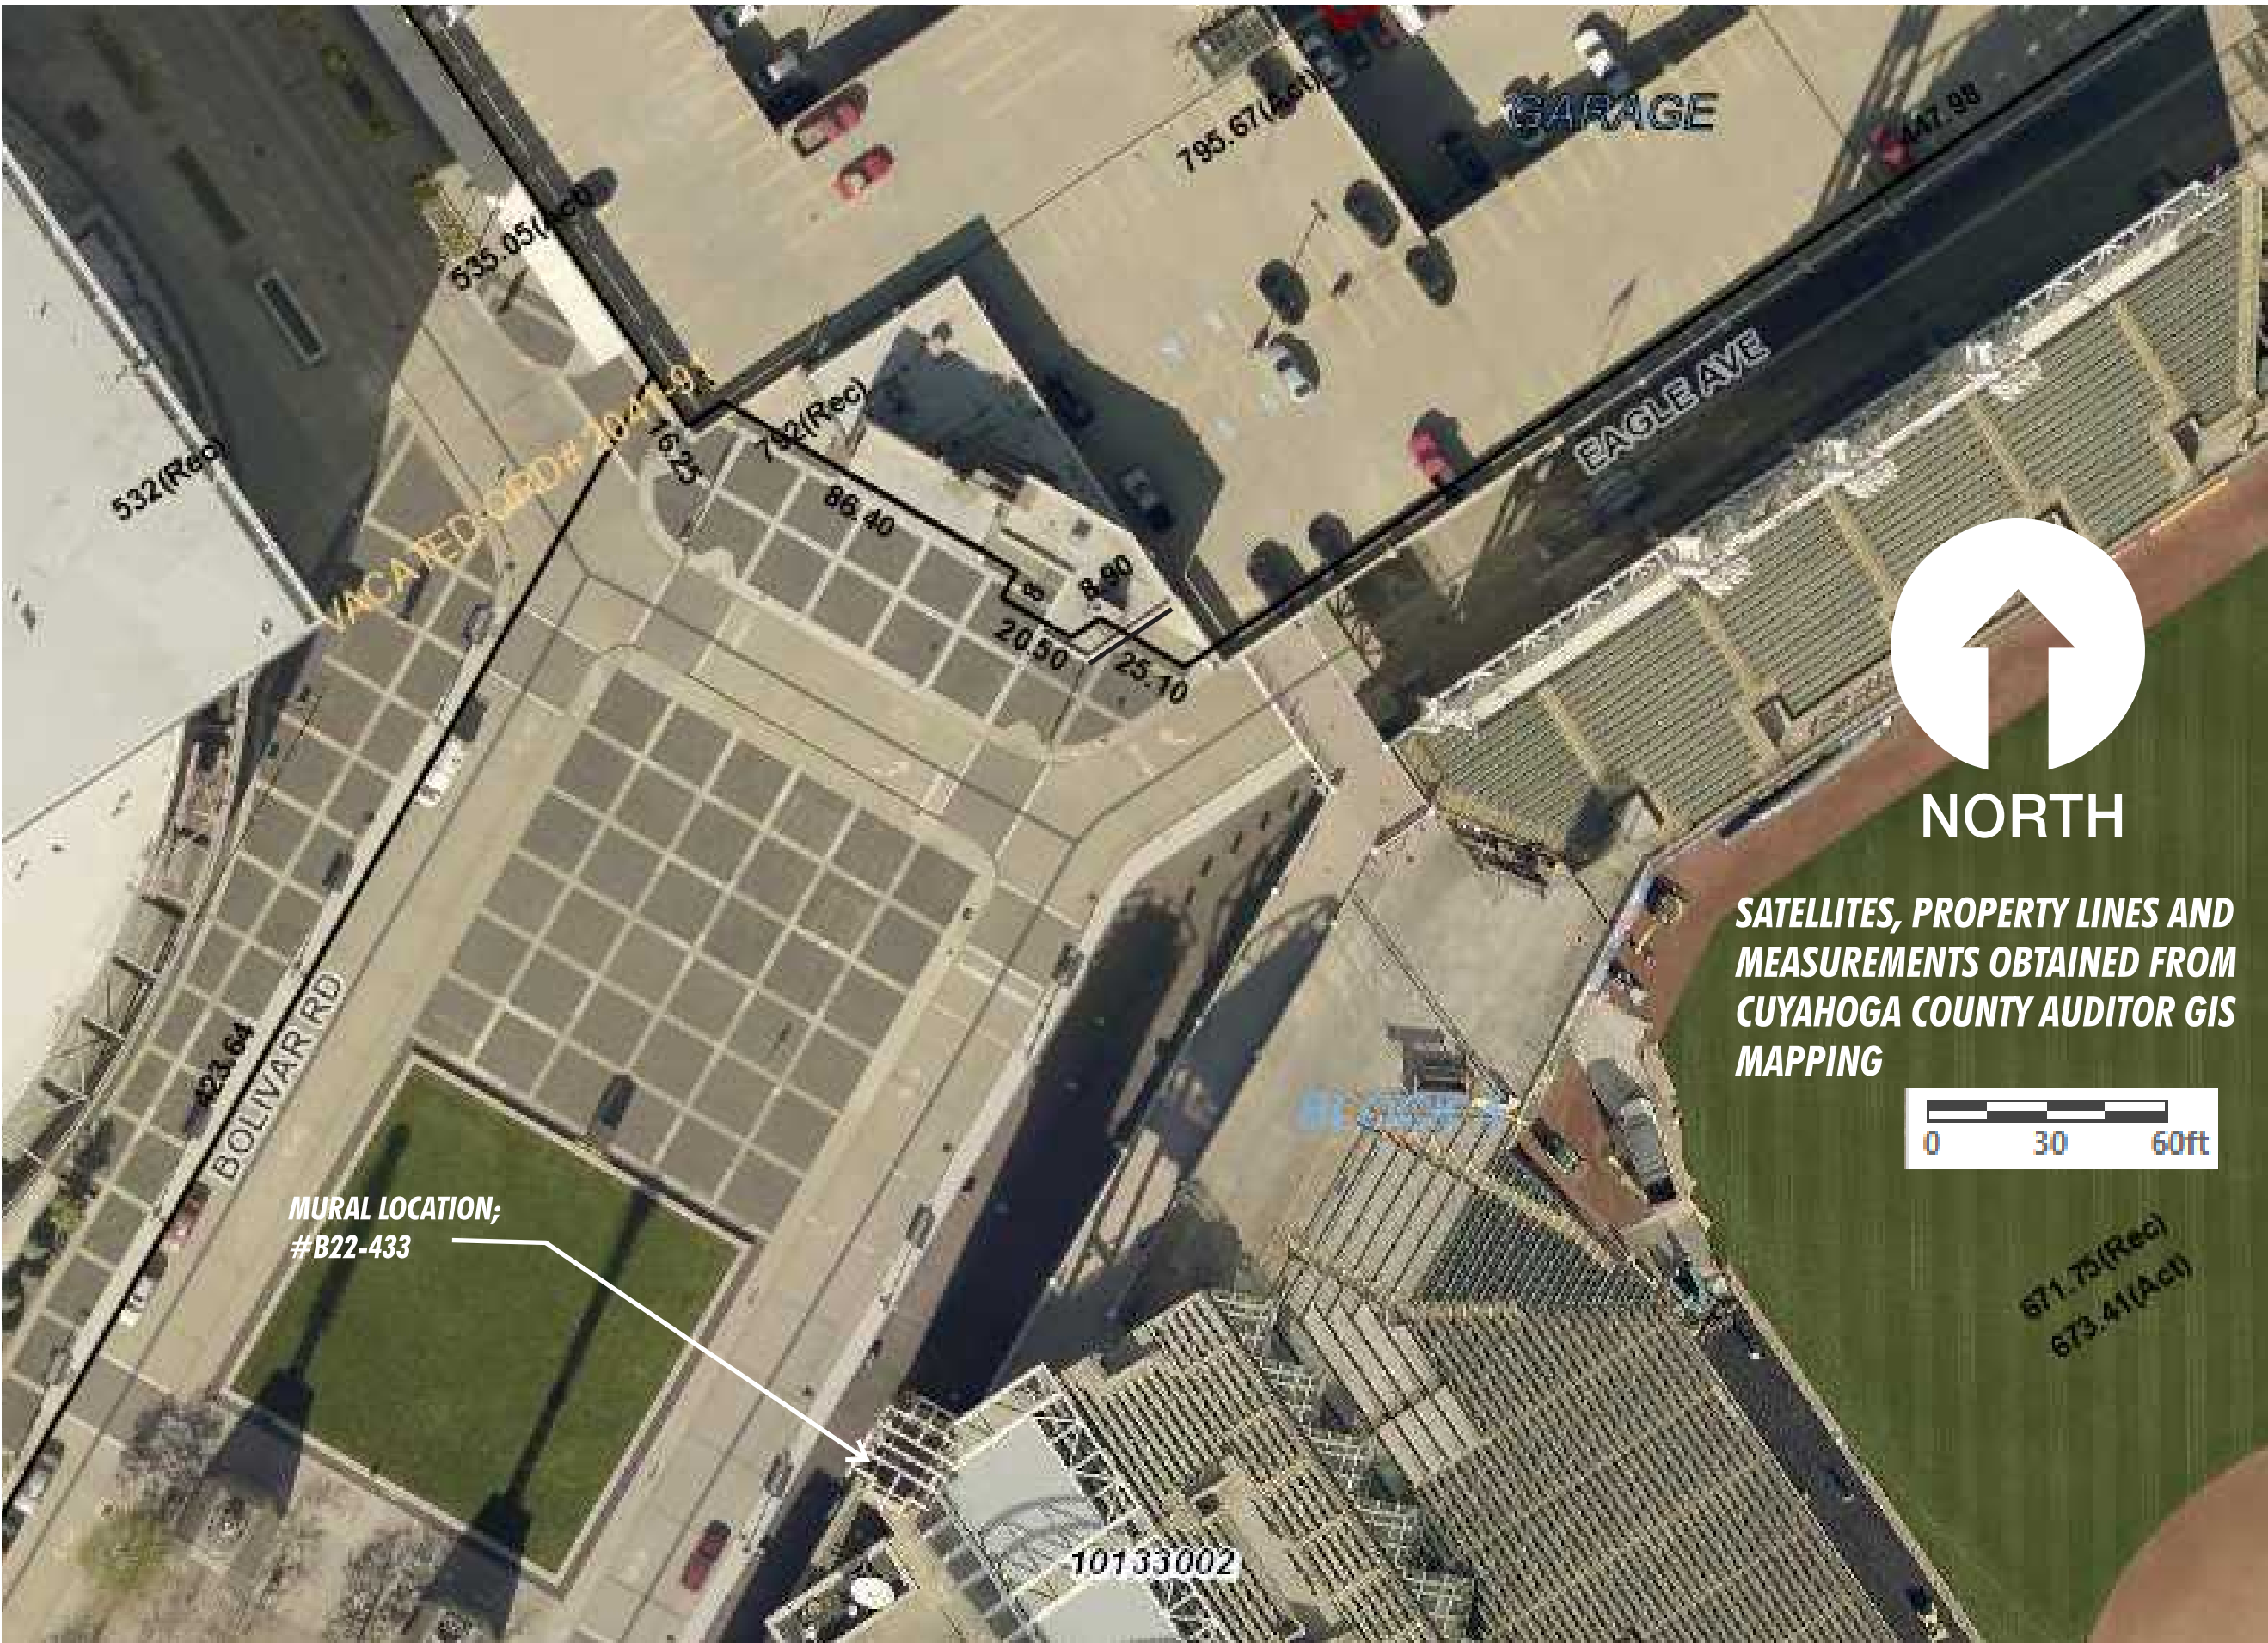 GARAGE
447.98
795.67(Act)
535.05(Act)
532(Rec)
792(Rec)
16.25
86.40
8
8.90
20.50
25.10
EAGLE AVE
NORTH
SATELLITES, PROPERTY LINES AND
MEASUREMENTS OBTAINED FROM
CUYAHOGA COUNTY AUDITOR GIS
MAPPING
0 30 60ft
423.64
BOLIVAR RD
MURAL LOCATION;
#B22-433
671.73(Rec)
673.41(Act)
10133002